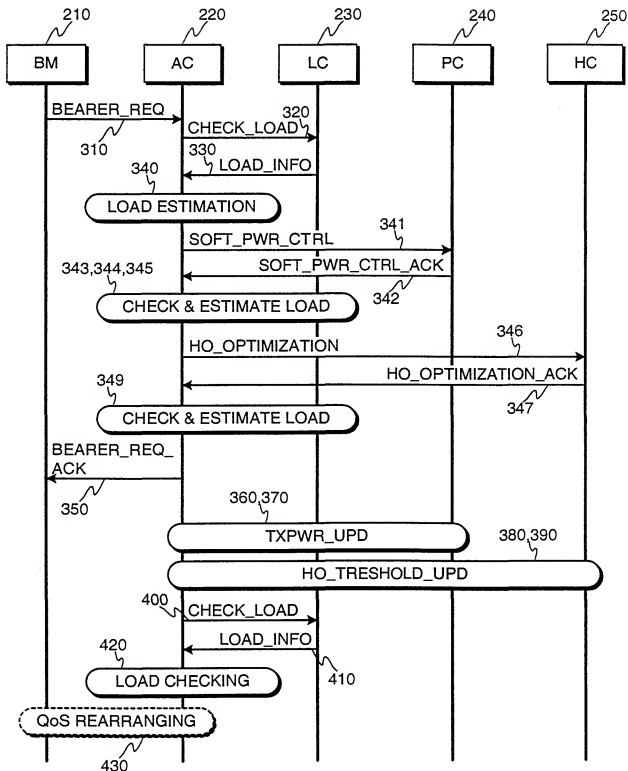 210
220
230
240
250
BM
AC
LC
PC
HC
BEARER_REQ
310
CHECK_LOAD
320
330
LOAD_INFO
340
LOAD ESTIMATION
SOFT_PWR_CTRL
341
SOFT_PWR_CTRL_ACK
342
343,344,345
CHECK & ESTIMATE LOAD
HO_OPTIMIZATION
346
HO_OPTIMIZATION_ACK
347
349
CHECK & ESTIMATE LOAD
BEARER_REQ_
ACK
350
360,370
TXPWR_UPD
380,390
HO_TRESHOLD_UPD
400
CHECK_LOAD
LOAD_INFO
410
420
LOAD CHECKING
QoS REARRANGING
430